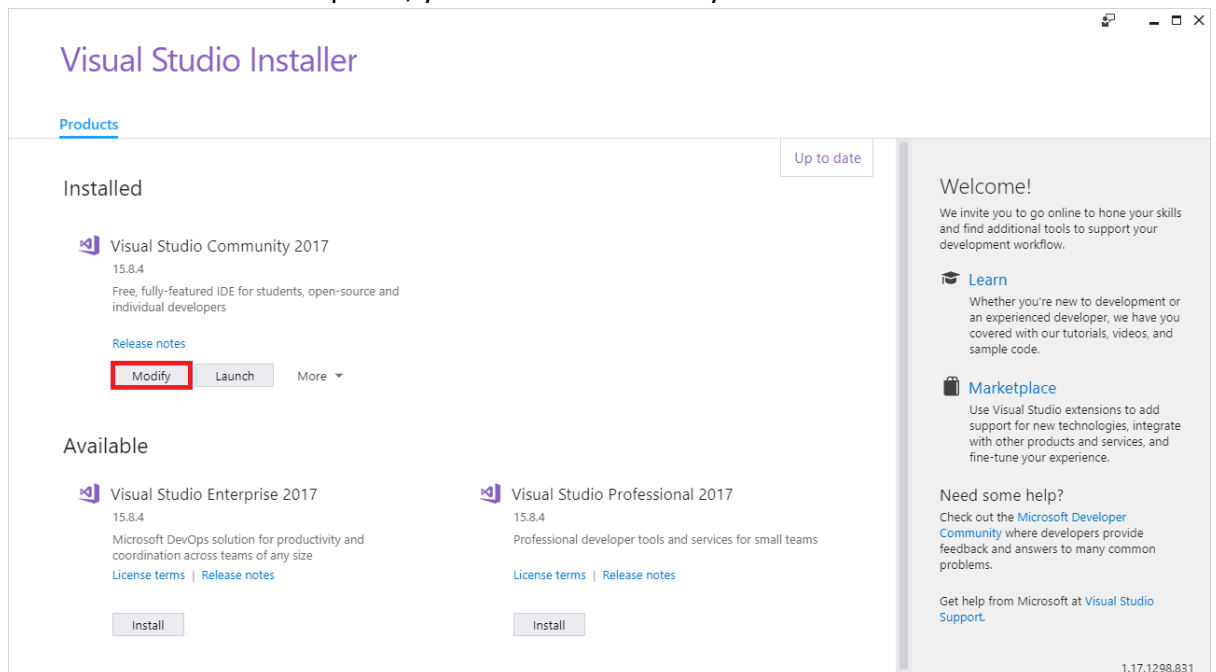 Visual Studio Installer
Products
Up to date
Installed
Visual Studio Community 2017
15.8.4
Free, fully-featured IDE for students, open-source and
individual developers
Release notes
Modify Launch More
Available
Visual Studio Enterprise 2017
15.8.4
Microsoft DevOps solution for productivity and
coordination across teams of any size
License terms | Release notes
Install
Visual Studio Professional 2017
15.8.4
Professional developer tools and services for small teams
License terms | Release notes
Install
Welcome!
We invite you to go online to hone your skills
and find additional tools to support your
development workflow.
Learn
Whether you're new to development or
an experienced developer, we have you
covered with our tutorials, videos, and
sample code.
Marketplace
Use Visual Studio extensions to add
support for new technologies, integrate
with other products and services, and
fine-tune your experience.
Need some help?
Check out the Microsoft Developer
Community where developers provide
feedback and answers to many common
problems.
Get help from Microsoft at Visual Studio
Support.
1.17.1298.831